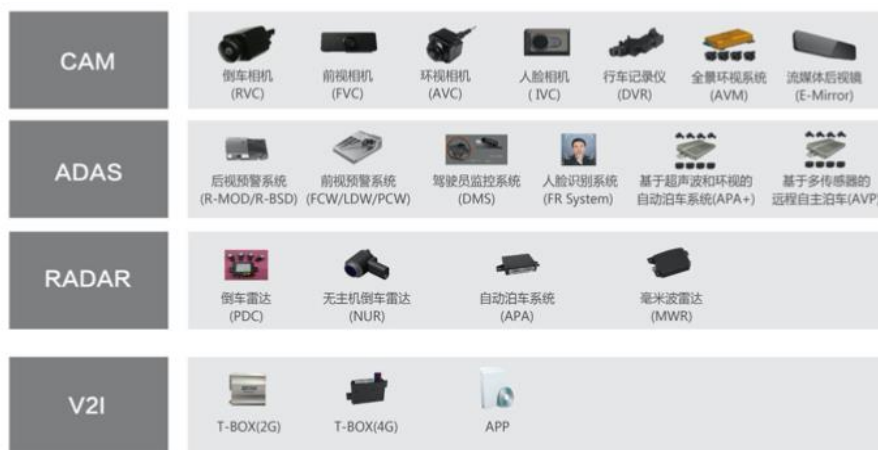 CAM
倒车相机
(RVC)
前视相机
(FVC)
环视相机
(AVC)
人脸相机
( IVC)
行车记录仪
(DVR)
全景环视系统
(AVM)
流媒体后视镜
(E-Mirror)
ADAS
后视预警系统
(R-MOD/R-BSD)
前视预警系统
(FCW/LDW/PCW)
驾驶员监控系统
(DMS)
人脸识别系统
(FR System)
基于超声波和环视的
自动泊车系统(APA+)
基于多传感器的
远程自主泊车(AVP)
RADAR
倒车雷达
(PDC)
无主机倒车雷达
(NUR)
自动泊车系统
(APA)
毫米波雷达
(MWR)
V2I
T-BOX(2G)
T-BOX(4G)
APP